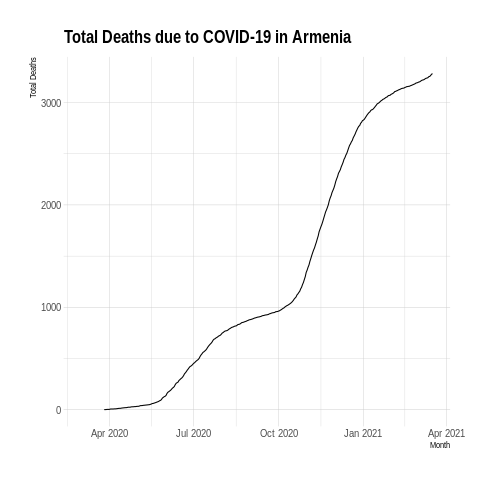 Total Deaths due to COVID-19 in Armenia
Total Deaths
3000
2000
1000
0
Apr 2020 Jul 2020 Oct 2020 Jan 2021 Apr 2021
Month